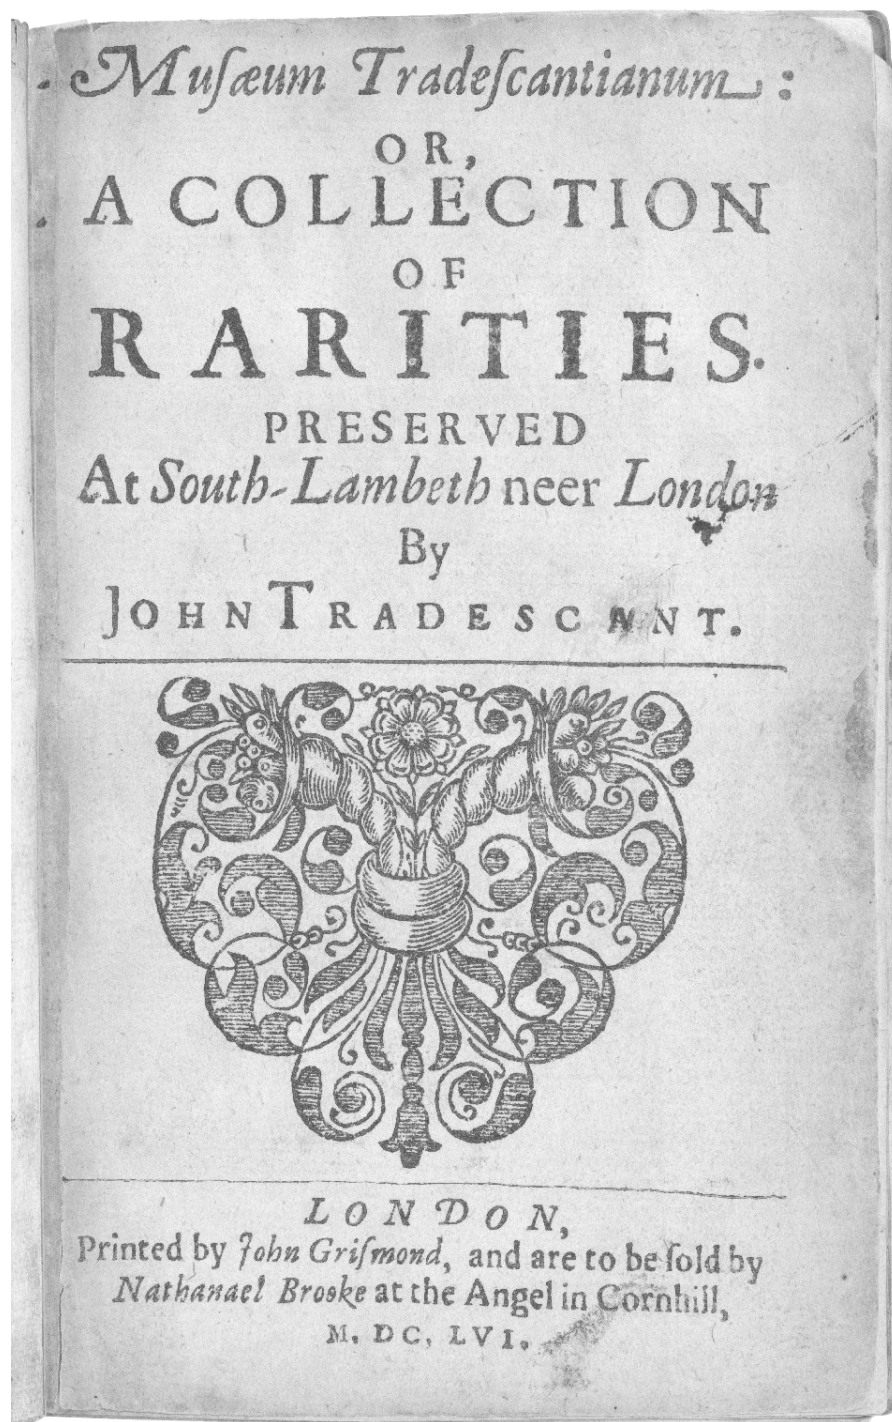 Muſæum Tradeſcantianum:
OR,
A COLLECTION
OF
RARITIES.
PRESERVED
At South-Lambeth neer London
By
JOHN TRADESCANT.
LONDON,
Printed by John Griſmond, and are to be ſold by
Nathanael Brooke at the Angel in Cornhill,
M. DC. LVI.